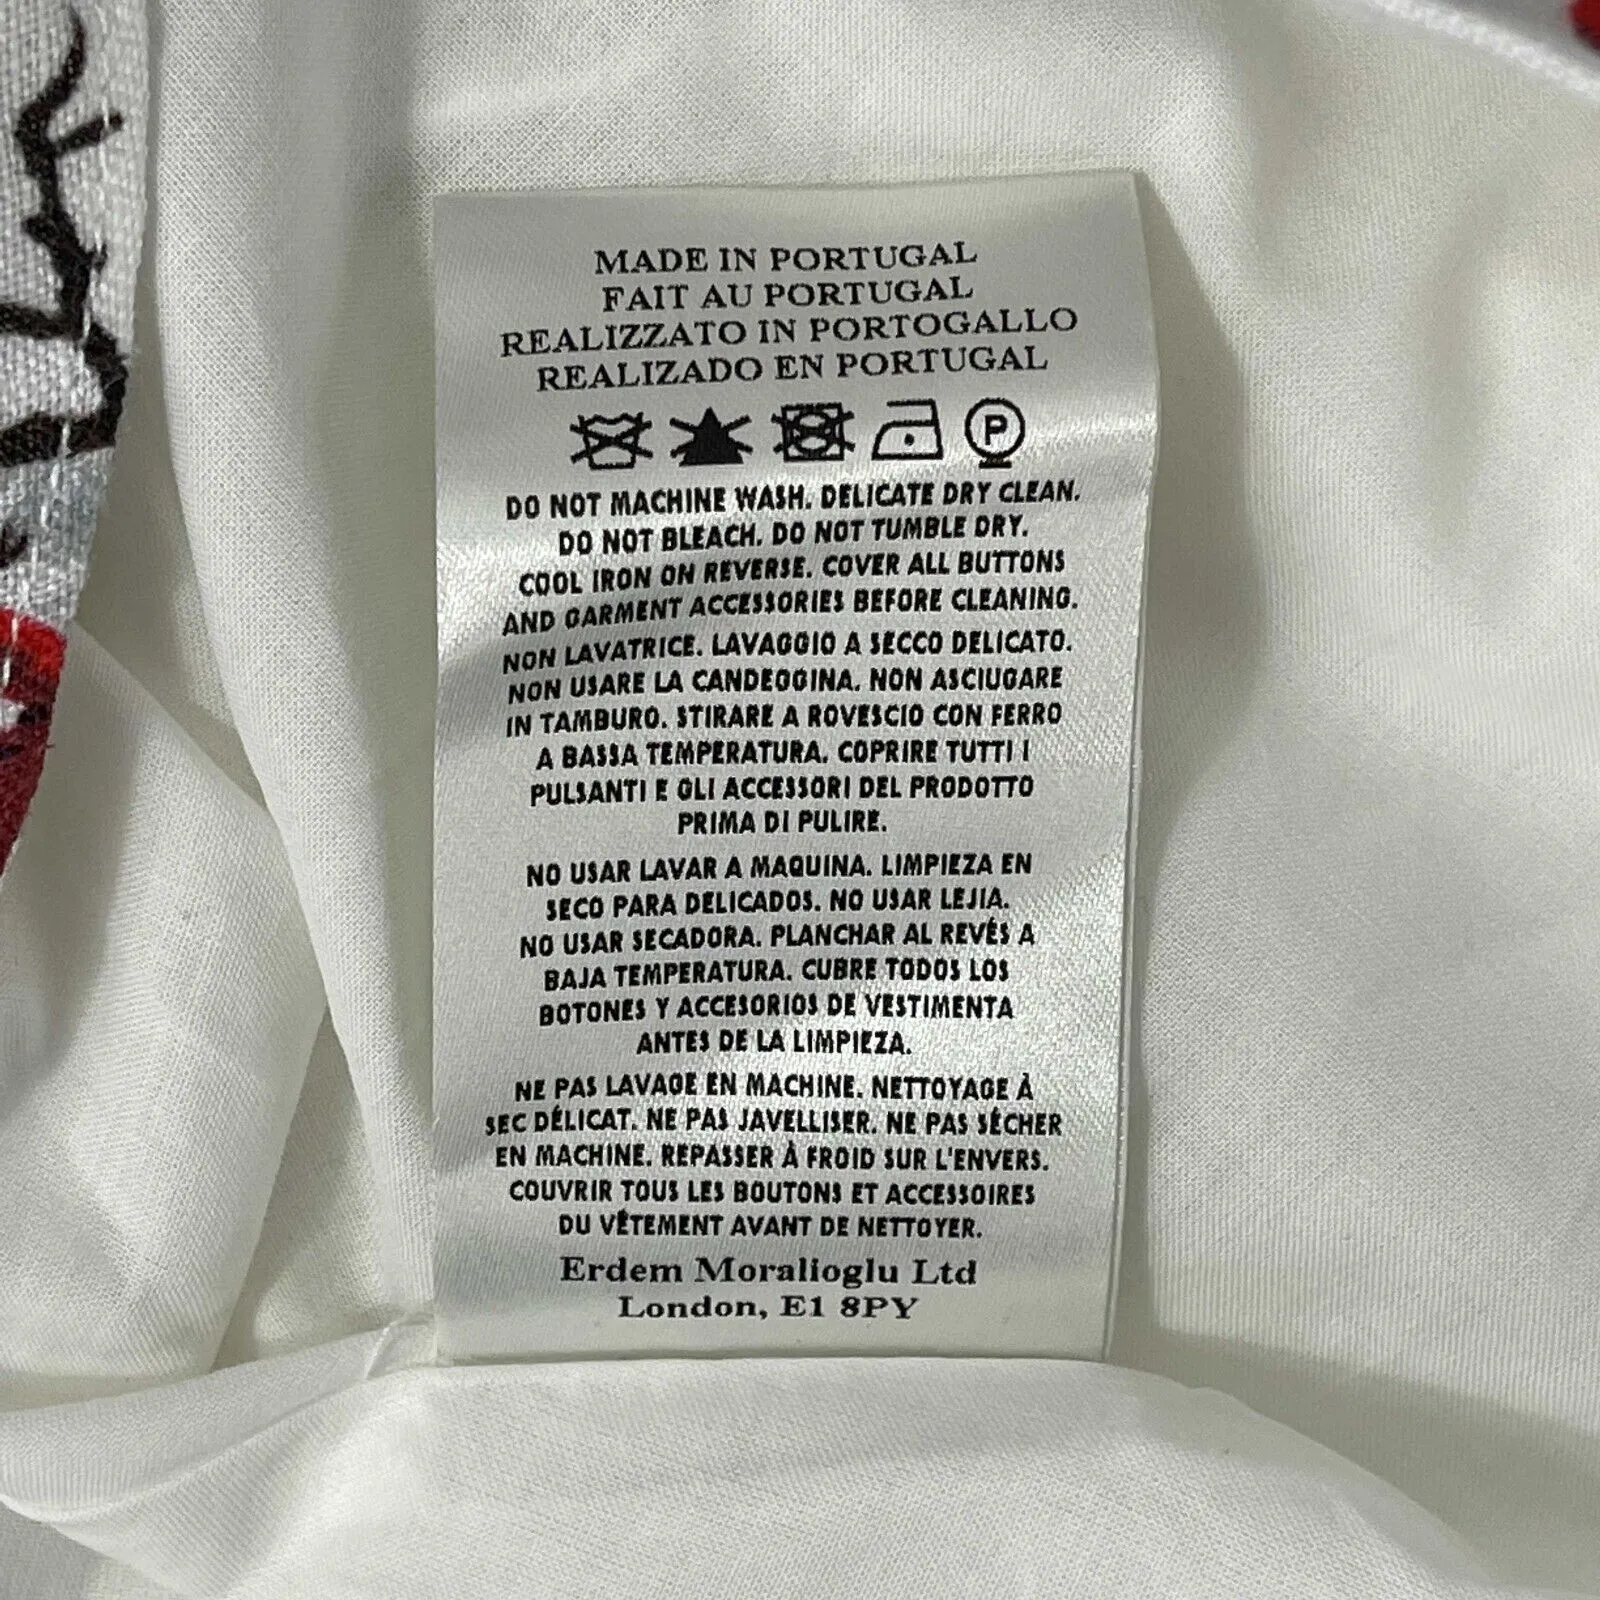 MADE IN PORTUGAL
FAIT AU PORTUGAL
REALIZZATO IN PORTOGALLO
REALIZADO EN PORTUGAL
P
DO NOT MACHINE WASH. DELICATE DRY CLEAN.
DO NOT BLEACH. DO NOT TUMBLE DRY.
COOL IRON ON REVERSE. COVER ALL BUTTONS
AND GARMENT ACCESSORIES BEFORE CLEANING.
NON LAVATRICE. LAVAGGIO A SECCO DELICATO.
NON USARE LA CANDEGGINA. NON ASCIUGARE
IN TAMBURO. STIRARE A ROVESCIO CON FERRO
A BASSA TEMPERATURA. COPRIRE TUTTI I
PULSANTI E GLI ACCESSORI DEL PRODOTTO
PRIMA DI PULIRE.
NO USAR LAVAR A MAQUINA. LIMPIEZA EN
SECO PARA DELICADOS. NO USAR LEJIA.
NO USAR SECADORA. PLANCHAR AL REVÉS A
BAJA TEMPERATURA. CUBRE TODOS LOS
BOTONES Y ACCESORIOS DE VESTIMENTA
ANTES DE LA LIMPIEZA.
NE PAS LAVAGE EN MACHINE. NETTOYAGE À
SEC DÉLICAT. NE PAS JAVELLISER. NE PAS SÉCHER
EN MACHINE. REPASSER À FROID SUR L'ENVERS.
COUVRIR TOUS LES BOUTONS ET ACCESSOIRES
DU VÊTEMENT AVANT DE NETTOYER.
Erdem Moralioglu Ltd
London, E1 8PY